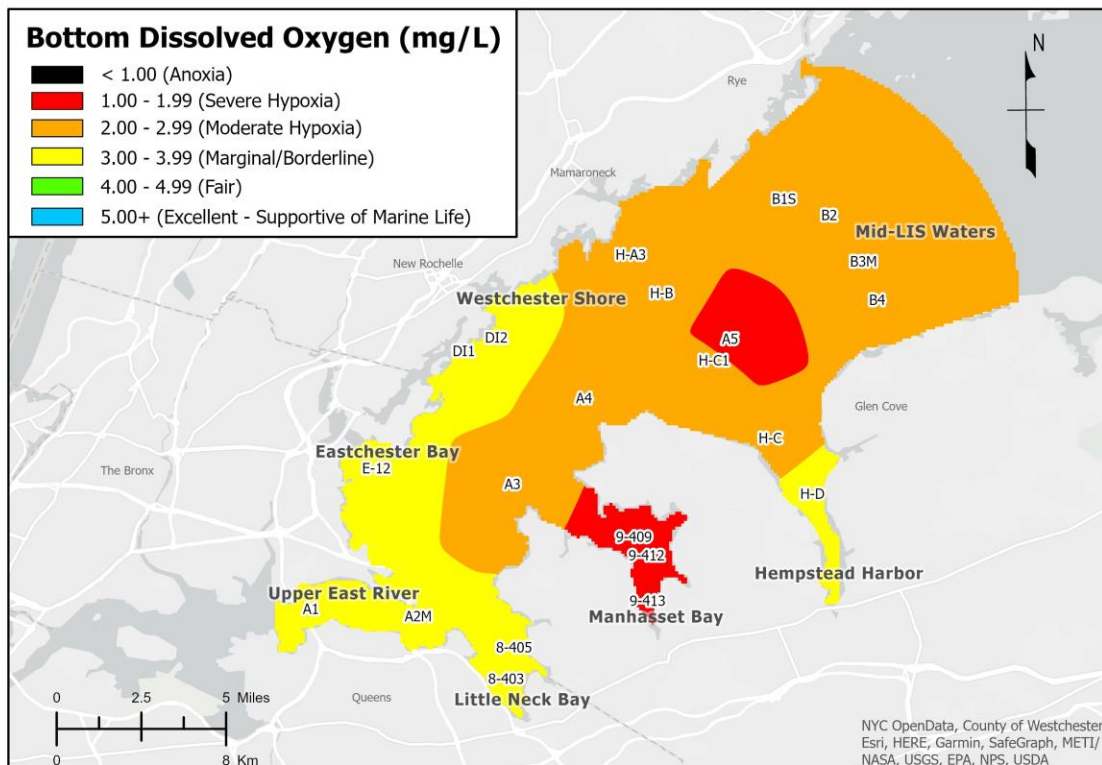 Bottom Dissolved Oxygen (mg/L)
< 1.00 (Anoxia)
1.00 - 1.99 (Severe Hypoxia)
2.00 - 2.99 (Moderate Hypoxia)
3.00 - 3.99 (Marginal/Borderline)
4.00 - 4.99 (Fair)
5.00+ (Excellent - Supportive of Marine Life)
N
Rye
Mamaroneck
B1S
B2
Mid-LIS Waters
H-A3
B3M
New Rochelle
H-B
Westchester Shore
B4
DI2
A5
DI1
H-C1
A4
Glen Cove
H-C
Eastchester Bay
E-12
The Bronx
A3
H-D
9-409
9-412
Hempstead Harbor
Upper East River
A1
A2M
9-413
Manhasset Bay
8-405
8-403
Little Neck Bay
Queens
0 2.5 5 Miles
0 8 Km
NYC OpenData, County of Westchester,
Esri, HERE, Garmin, SafeGraph, METI/
NASA, USGS, EPA, NPS, USDA